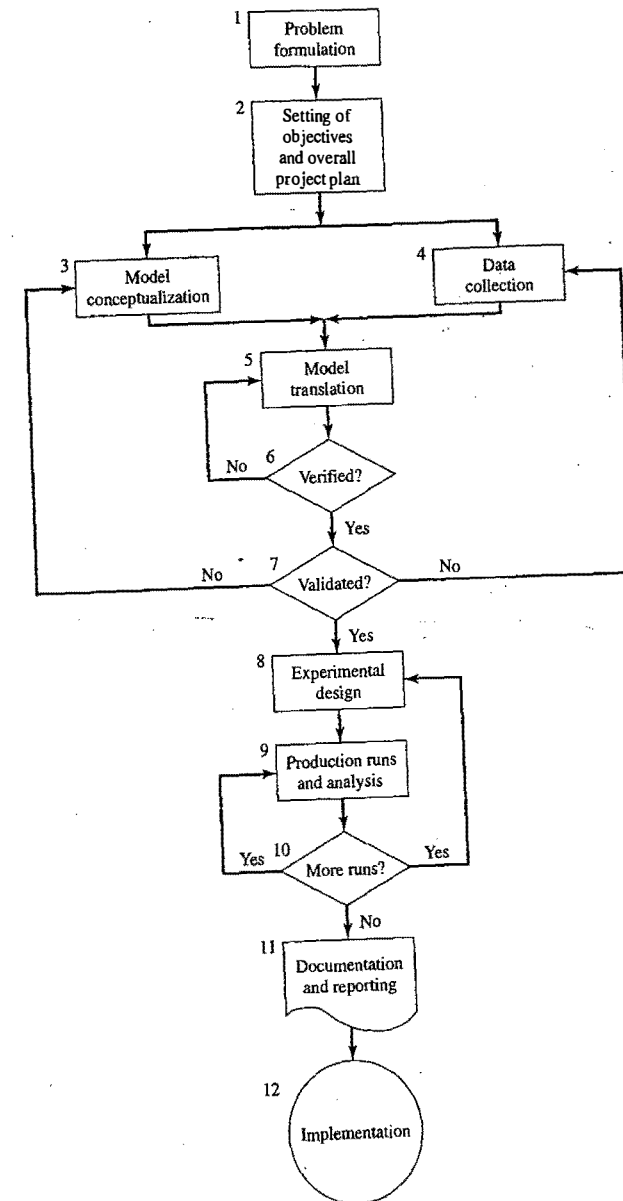 1
Problem
formulation
2
Setting of
objectives
and overall
project plan
3
Model
conceptualization
4
Data
collection
5
Model
translation
6
No
Verified?
Yes
7
No
Validated?
No
Yes
8
Experimental
design
9
Production runs
and analysis
10
Yes
More runs?
Yes
No
11
Documentation
and reporting
12
Implementation